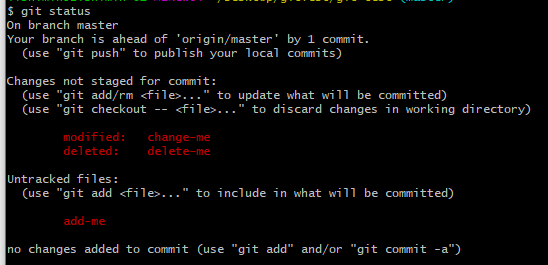 $ git status
On branch master
Your branch is ahead of 'origin/master' by 1 commit.
  (use "git push" to publish your local commits)
Changes not staged for commit:
  (use "git add/rm <file>..." to update what will be committed)
  (use "git checkout -- <file>..." to discard changes in working directory)
        modified:   change-me
        deleted:    delete-me
Untracked files:
  (use "git add <file>..." to include in what will be committed)
        add-me
no changes added to commit (use "git add" and/or "git commit -a")